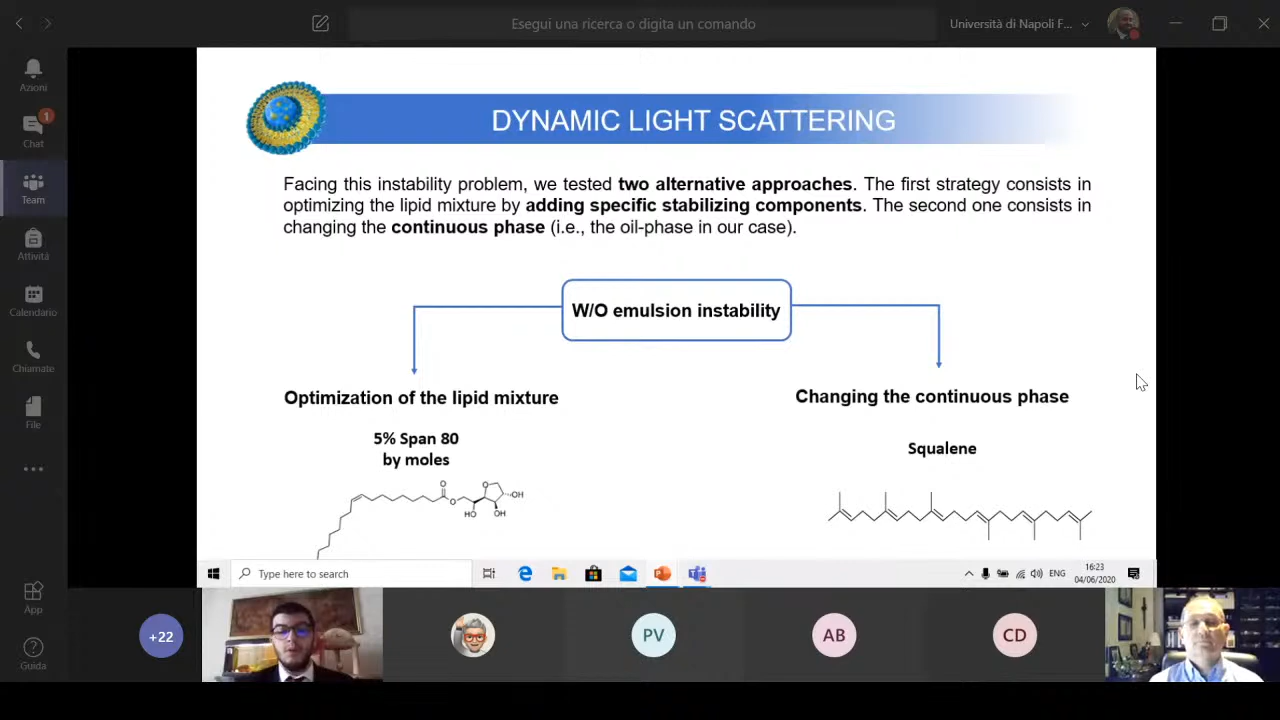 Esegui una ricerca o digita un comando
Università di Napoli F...
Azioni
1
Chat
Team
Attività
Calendario
Chiamate
File
App
Guida
DYNAMIC LIGHT SCATTERING
Facing this instability problem, we tested two alternative approaches. The first strategy consists in
optimizing the lipid mixture by adding specific stabilizing components. The second one consists in
changing the continuous phase (i.e., the oil-phase in our case).
W/O emulsion instability
Optimization of the lipid mixture
5% Span 80
by moles
O
O
O
OH
HO
OH
Changing the continuous phase
Squalene
Type here to search
ENG
16:23
04/06/2020
+22
PV
AB
CD